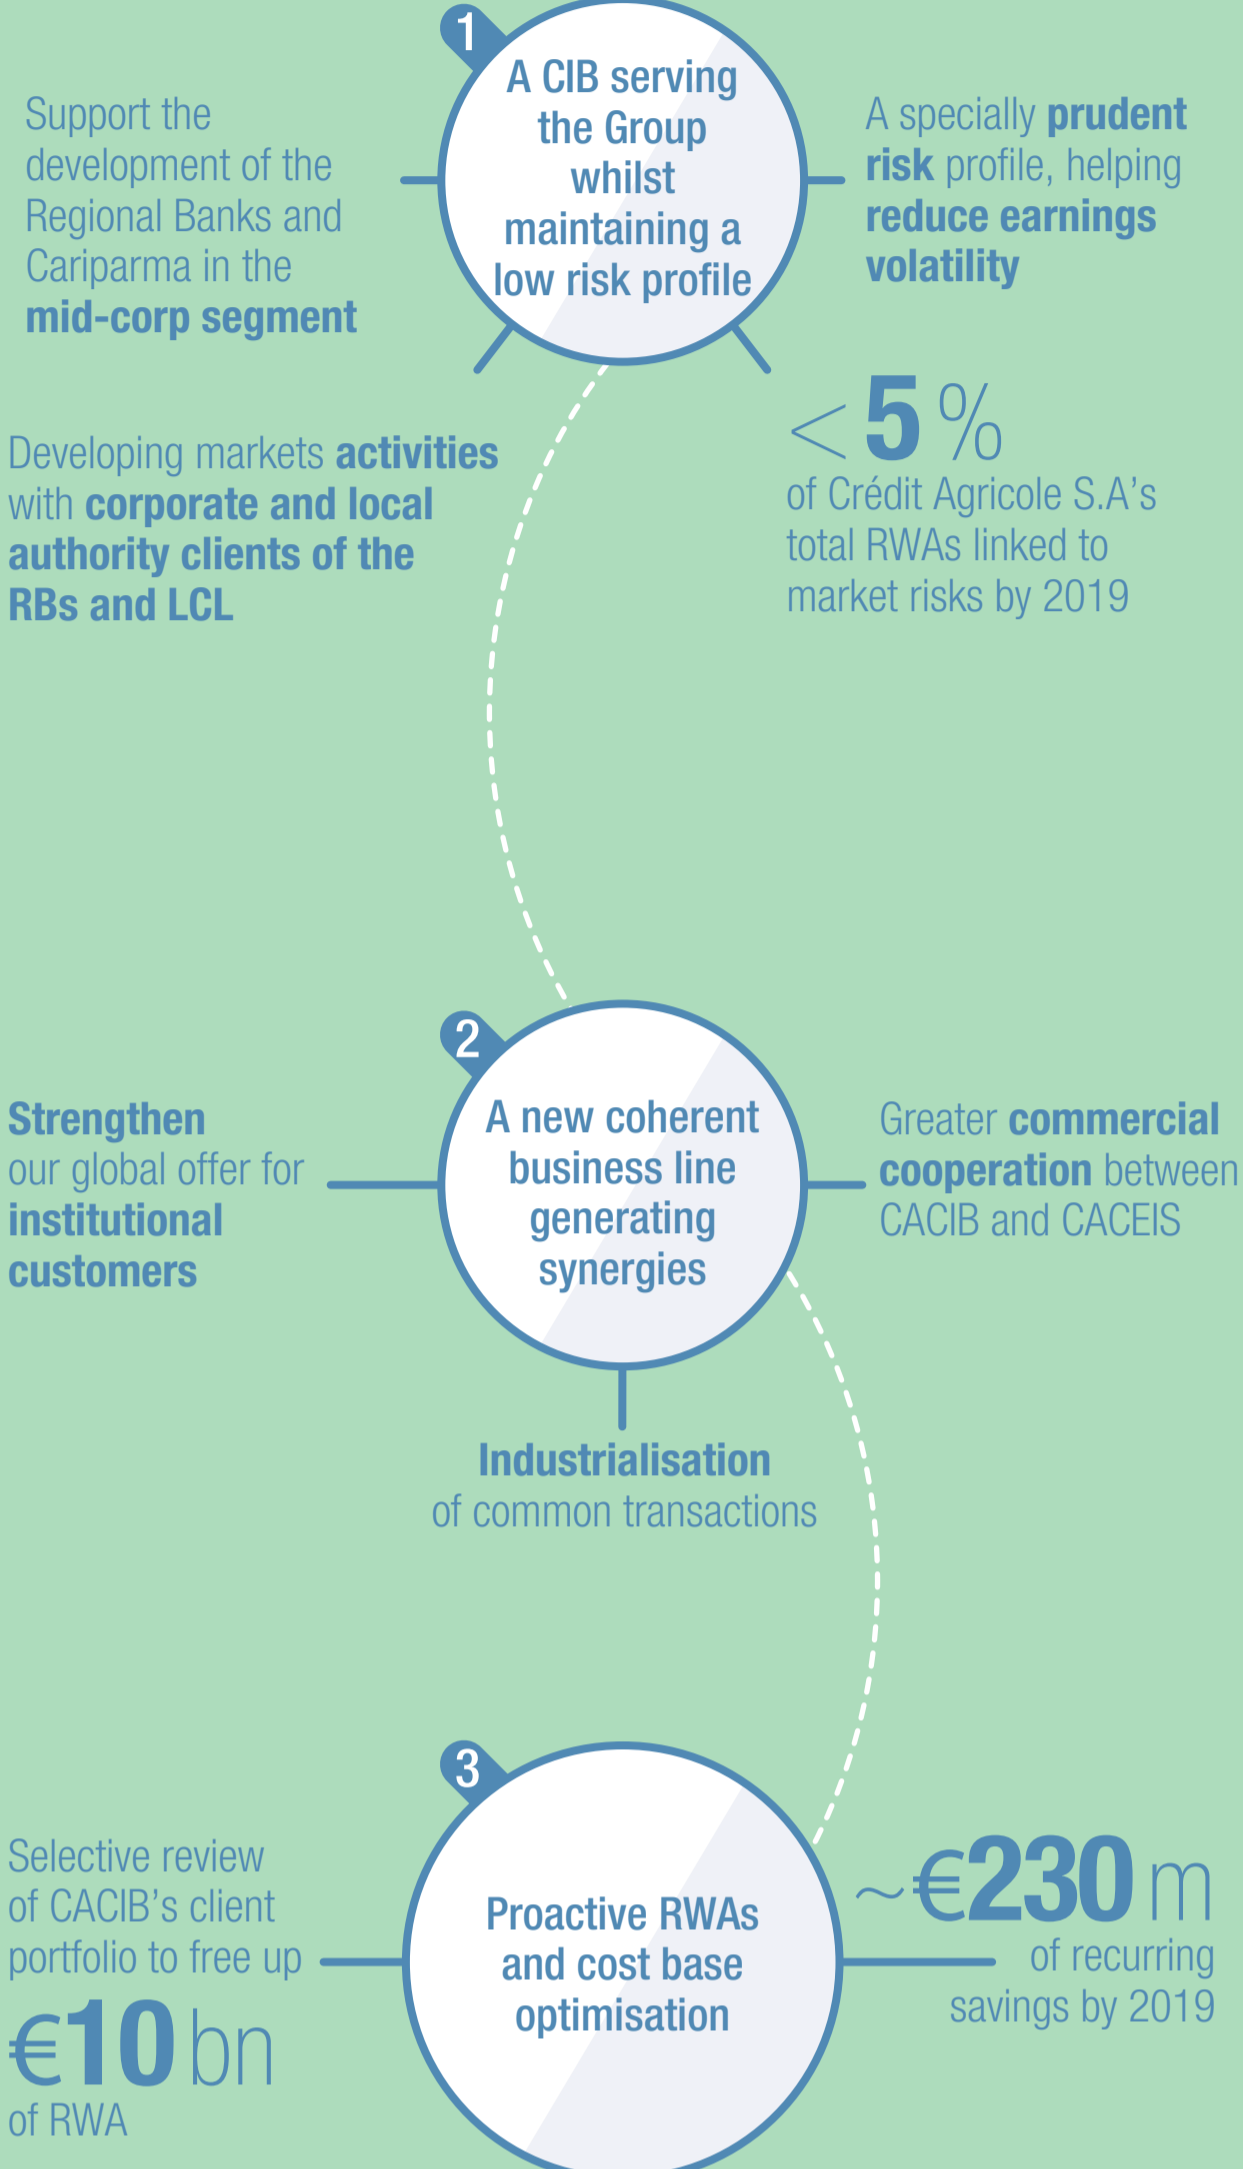 1
A CIB serving
the Group
whilst
maintaining a
low risk profile
Support the
development of the
Regional Banks and
Cariparma in the
mid-corp segment
A specially prudent
risk profile, helping
reduce earnings
volatility
Developing markets activities
with corporate and local
authority clients of the
RBs and LCL
< 5 %
of Crédit Agricole S.A's
total RWAs linked to
market risks by 2019
2
A new coherent
business line
generating
synergies
Strengthen
our global offer for
institutional
customers
Greater commercial
cooperation between
CACIB and CACEIS
Industrialisation
of common transactions
3
Proactive RWAs
and cost base
optimisation
Selective review
of CACIB's client
portfolio to free up
€10 bn
of RWA
~€230 m
of recurring
savings by 2019